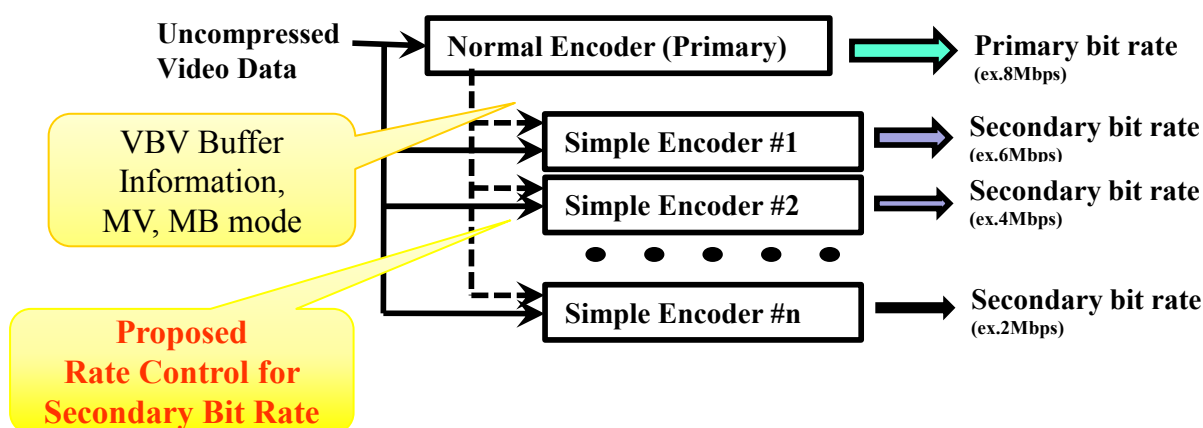 Uncompressed
Video Data
Normal Encoder (Primary)
Primary bit rate
(ex.8Mbps)
VBV Buffer
Information,
MV, MB mode
Simple Encoder #1
Secondary bit rate
(ex.6Mbps)
Simple Encoder #2
Secondary bit rate
(ex.4Mbps)
Simple Encoder #n
Secondary bit rate
(ex.2Mbps)
Proposed
Rate Control for
Secondary Bit Rate